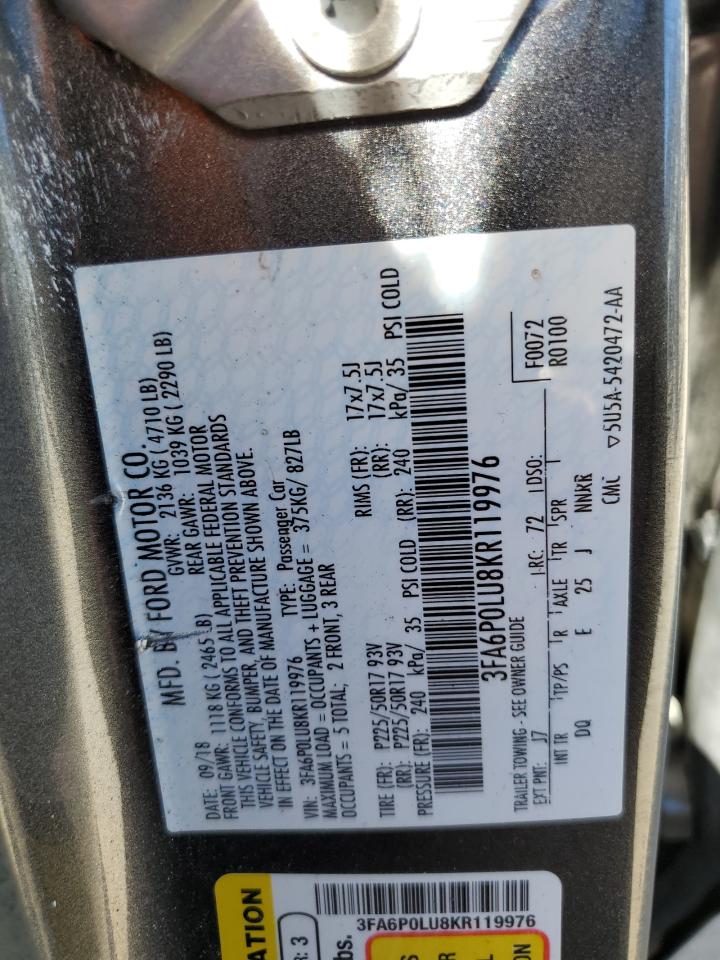 MFD. BY FORD MOTOR CO.
DATE: 09/18 GVWR: 2136 KG ( 4710 LB)
FRONT GAWR: 1118 KG ( 2465 LB) REAR GAWR: 1039 KG ( 2290 LB)
THIS VEHICLE CONFORMS TO ALL APPLICABLE FEDERAL MOTOR
VEHICLE SAFETY, BUMPER, AND THEFT PREVENTION STANDARDS
IN EFFECT ON THE DATE OF MANUFACTURE SHOWN ABOVE.
VIN: 3FA6P0LU8KR119976 TYPE: Passenger Car
MAXIMUM LOAD = OCCUPANTS + LUGGAGE = 375KG/ 827LB
OCCUPANTS = 5 TOTAL; 2 FRONT, 3 REAR
TIRE (FR): P225/50R17 93V RIMS (FR): 17x7.5J
(RR): P225/50R17 93V (RR): 17x7.5J
PRESSURE (FR): 240 kPa/ 35 PSI COLD (RR): 240 kPa/ 35 PSI COLD
3FA6P0LU8KR119976
TRAILER TOWING - SEE OWNER GUIDE
F0072
R0100
EXT PNT: J7 RC: 72 DSO:
INT TR TP/PS R AXLE TR SPR
DQ E 25 J NNKR
CMC ▽5U5A-5420472-AA
3FA6P0LU8KR119976
R: 3
bs.